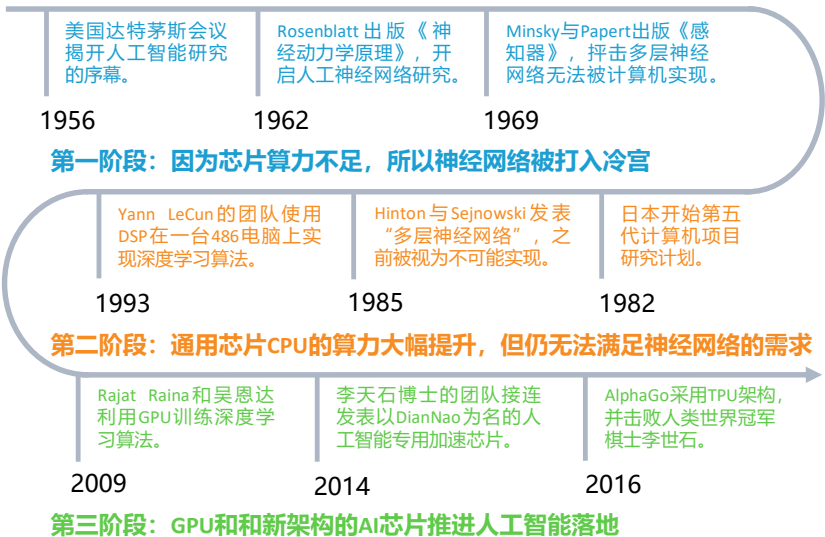 美国达特茅斯会议
揭开人工智能研究
的序幕。
1956
Rosenblatt出版《神
经动力学原理》，开
启人工神经网络研究。
1962
Minsky与Papert出版《感
知器》，抨击多层神经
网络无法被计算机实现。
1969
第一阶段：因为芯片算力不足，所以神经网络被打入冷宫
Yann LeCun的团队使用
DSP在一台486电脑上实
现深度学习算法。
1993
Hinton与Sejnowski发表
“多层神经网络”，之
前被视为不可能实现。
1985
日本开始第五
代计算机项目
研究计划。
1982
第二阶段：通用芯片CPU的算力大幅提升，但仍无法满足神经网络的需求
Rajat Raina和吴恩达
利用GPU训练深度学
习算法。
2009
李天石博士的团队接连
发表以DianNao为名的人
工智能专用加速芯片。
2014
AlphaGo采用TPU架构，
并击败人类世界冠军
棋士李世石。
2016
第三阶段：GPU和和新架构的AI芯片推进人工智能落地